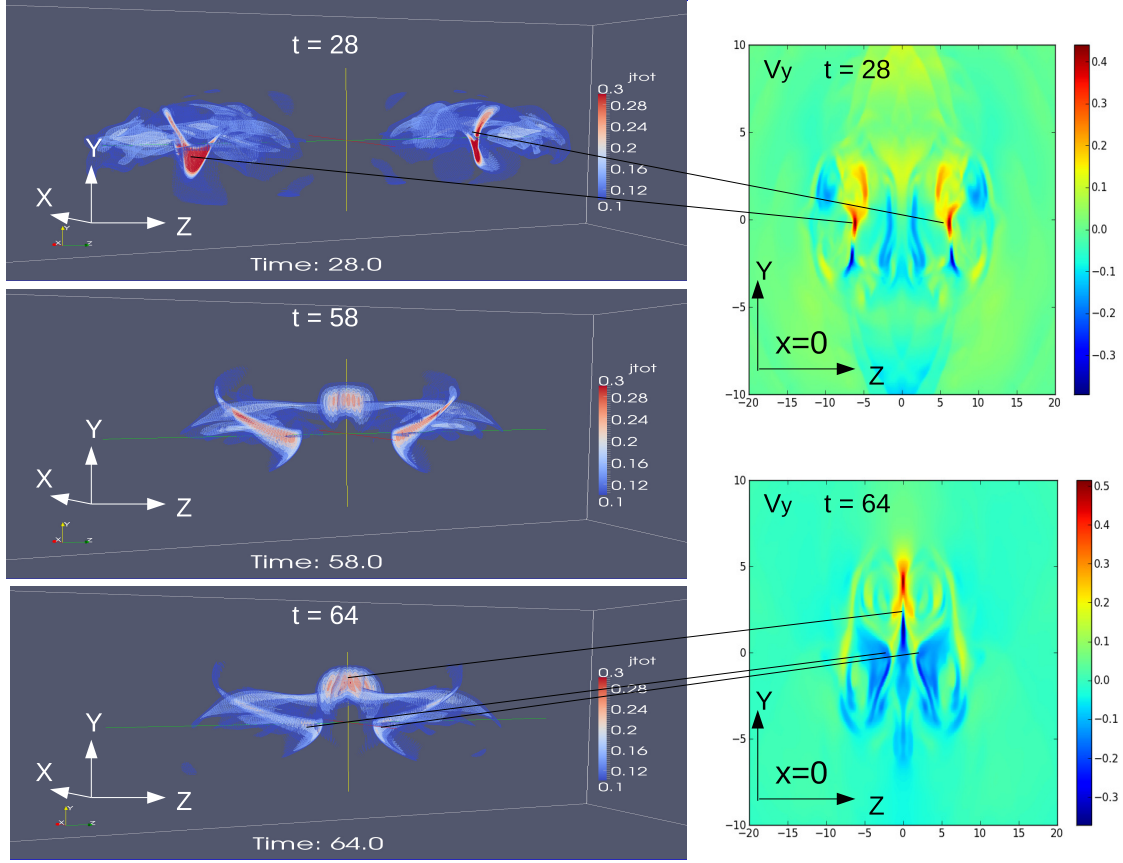 t = 28
jtot
0.3
0.28
0.24
0.2
0.16
0.12
0.1
Y
X
Z
Time: 28.0
t = 58
jtot
0.3
0.28
0.24
0.2
0.16
0.12
0.1
Y
X
Z
Time: 58.0
t = 64
jtot
0.3
0.28
0.24
0.2
0.16
0.12
0.1
Y
X
Z
Time: 64.0
Vy t = 28
10
5
0
−5
−10
−20 −15 −10 −5 0 5 10 15 20
Y
x=0
Z
0.4
0.3
0.2
0.1
0.0
−0.1
−0.2
−0.3
Vy t = 64
10
5
0
−5
−10
−20 −15 −10 −5 0 5 10 15 20
Y
x=0
Z
0.5
0.4
0.3
0.2
0.1
0.0
−0.1
−0.2
−0.3